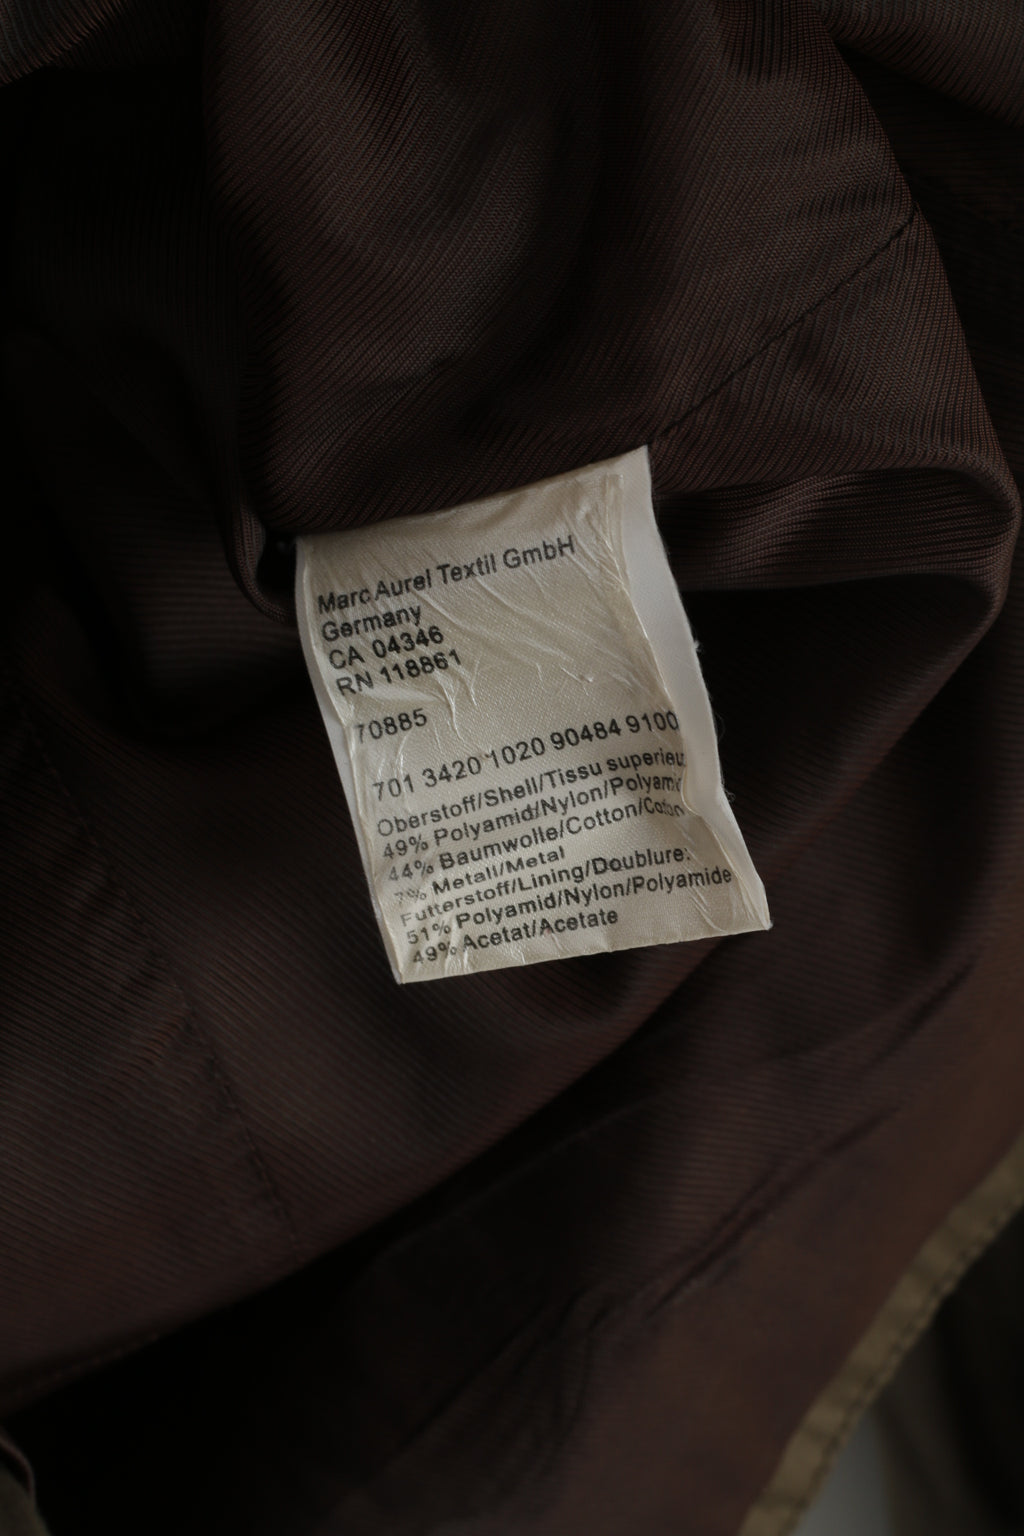 Marc Aurel Textil GmbH
Germany
CA 04346
RN 118861
70885
701 3420 1020 90484 9100
Oberstoff/Shell/Tissu superieu
49% Polyamid/Nylon/Polyami
44% Baumwolle/Cotton/Coton
7% Metall/Metal
Futterstoff/Lining/Doublure:
51% Polyamid/Nylon/Polyamide
49% Acetat/Acetate